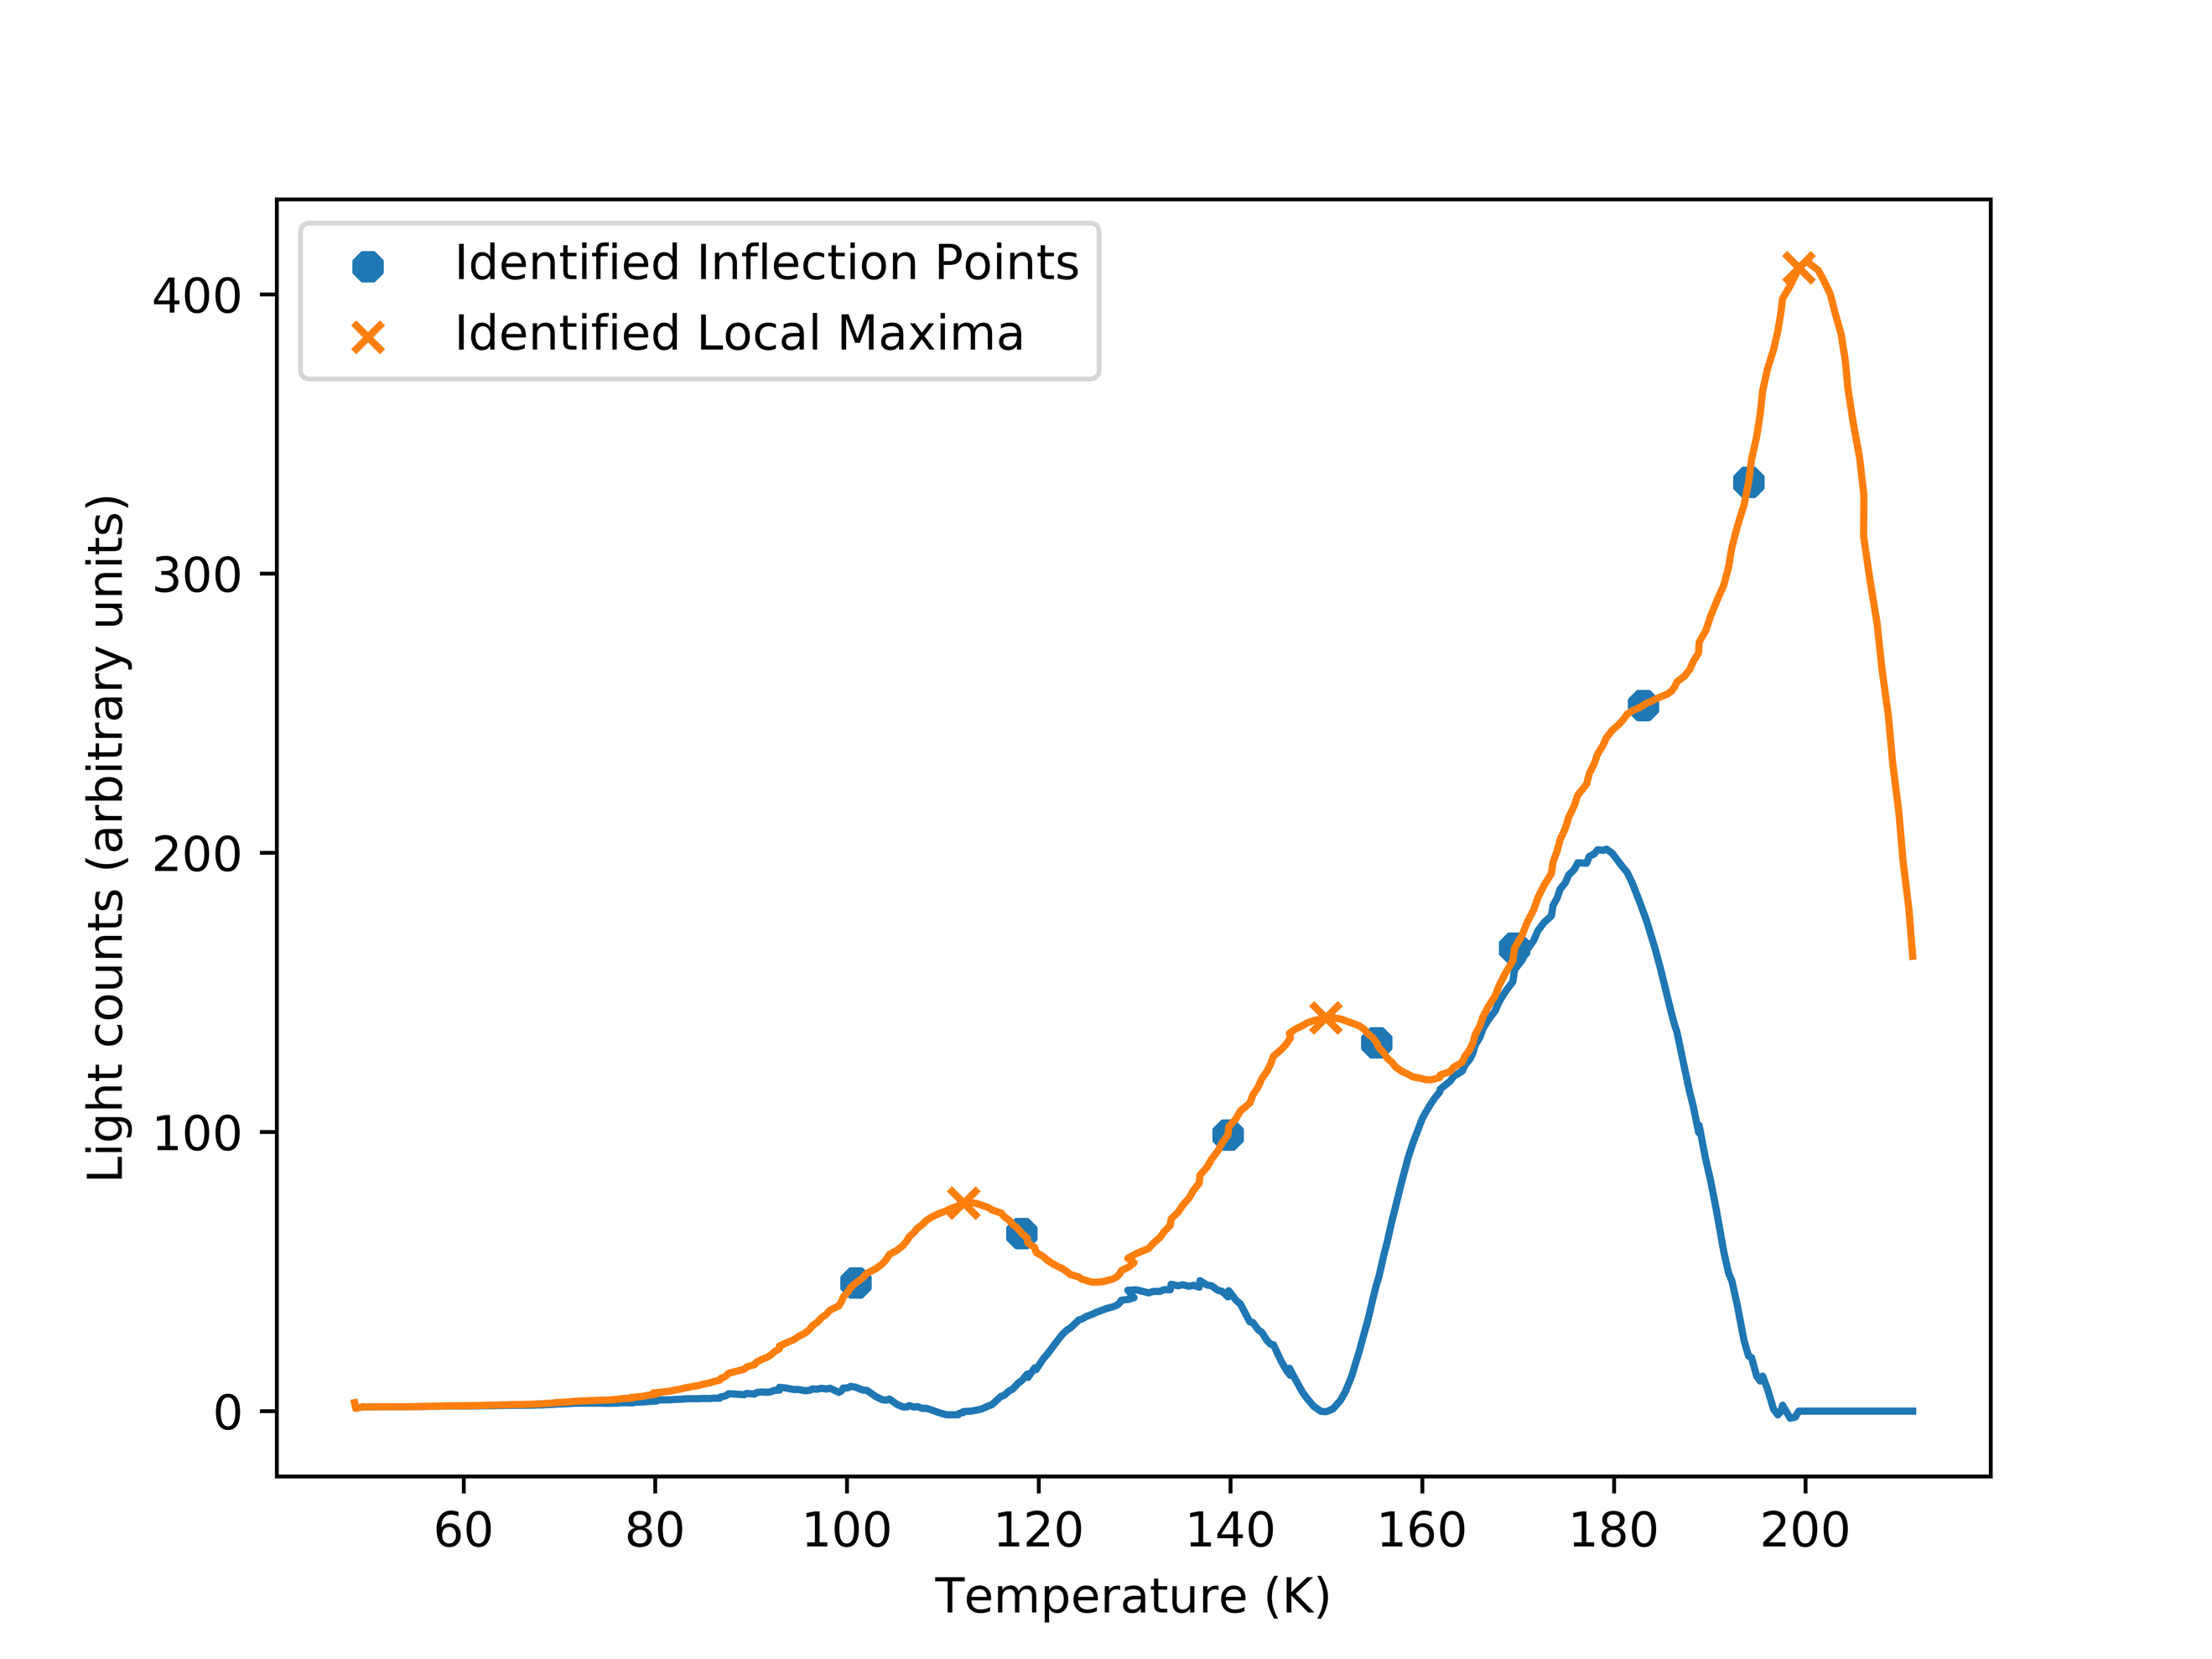 Identified Inflection Points
Identified Local Maxima
400
300
200
100
0
Light counts (arbitrary units)
60 80 100 120 140 160 180 200
Temperature (K)